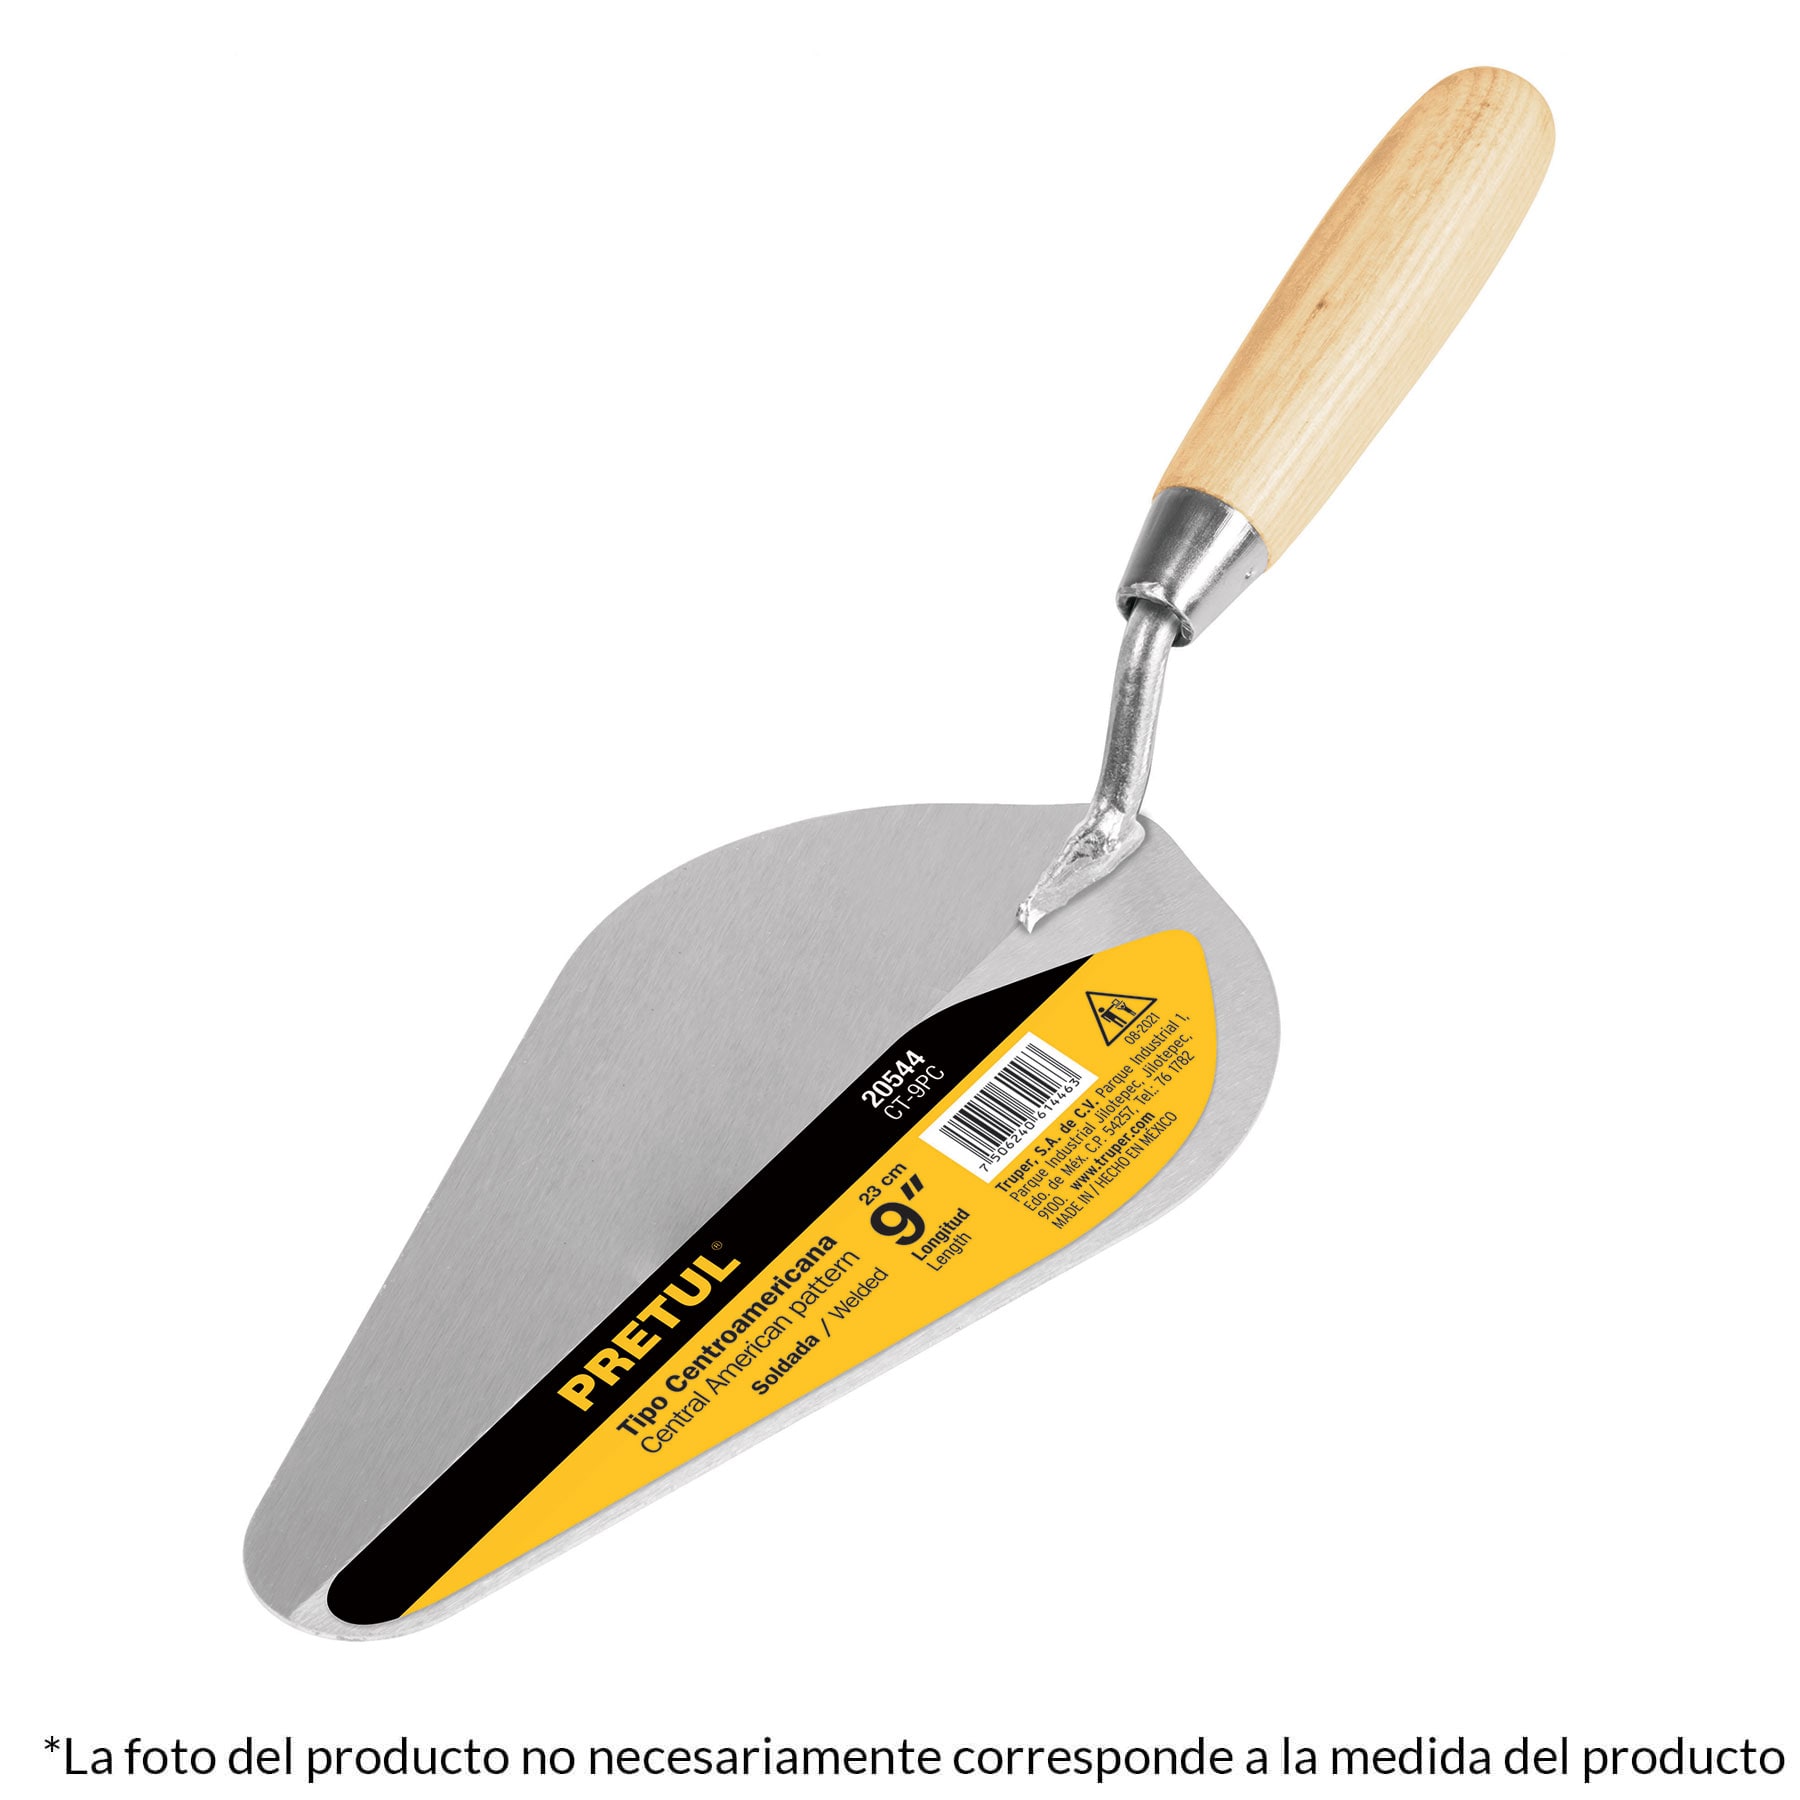 20544
CT-9PC
PRETUL®
Tipo Centroamericana
Central American pattern
Soldada / Welded
23 cm
9"
Longitud
Length
7 506240 614463
08-2021
Truper, S.A. de C.V. Parque Industrial 1,
Parque Industrial Jilotepec, Jilotepec,
Edo. de Méx. C.P. 54257, Tel.: 76 1782
9100. www.truper.com
MADE IN / HECHO EN MÉXICO
*La foto del producto no necesariamente corresponde a la medida del producto